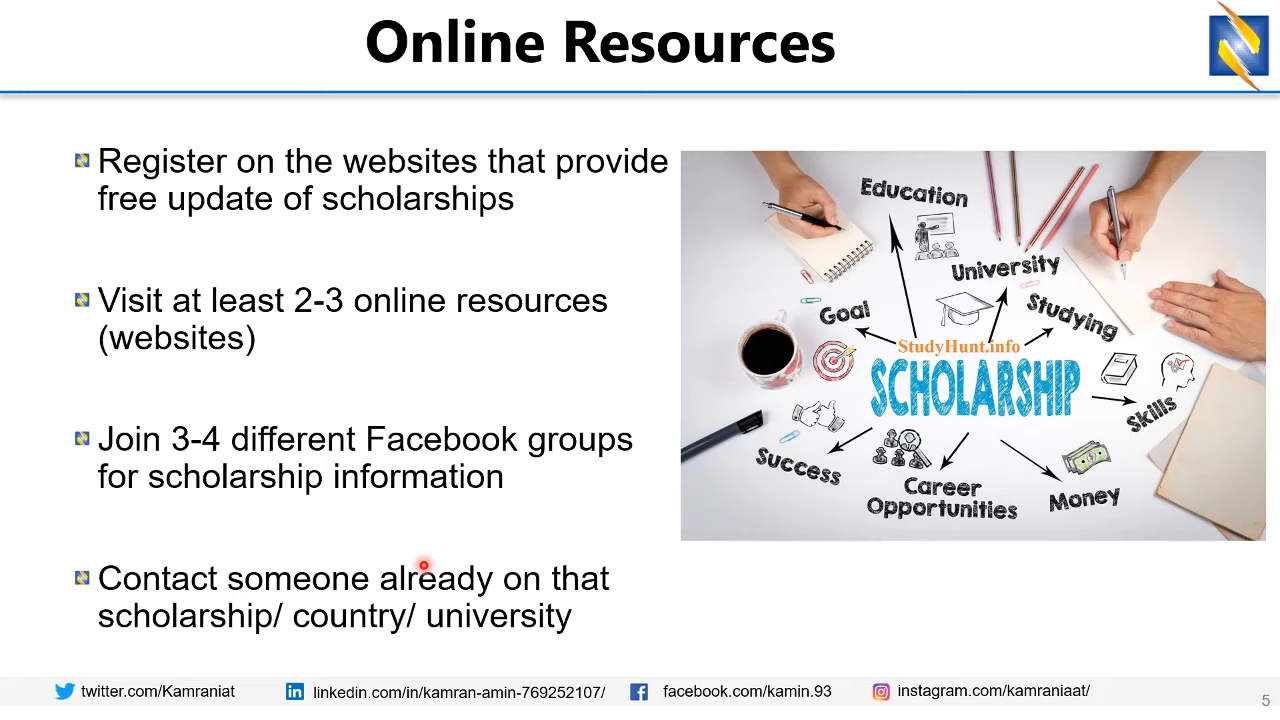 Online Resources
Register on the websites that provide
free update of scholarships
Visit at least 2-3 online resources
(websites)
Join 3-4 different Facebook groups
for scholarship information
Contact someone already on that
scholarship/ country/ university
Education
University
Goal
Studying
StudyHunt.info
SCHOLARSHIP
Skills
Success
Career
Opportunities
Money
twitter.com/Kamraniat
linkedin.com/in/kamran-amin-769252107/
facebook.com/kamin.93
instagram.com/kamraniaat/
5